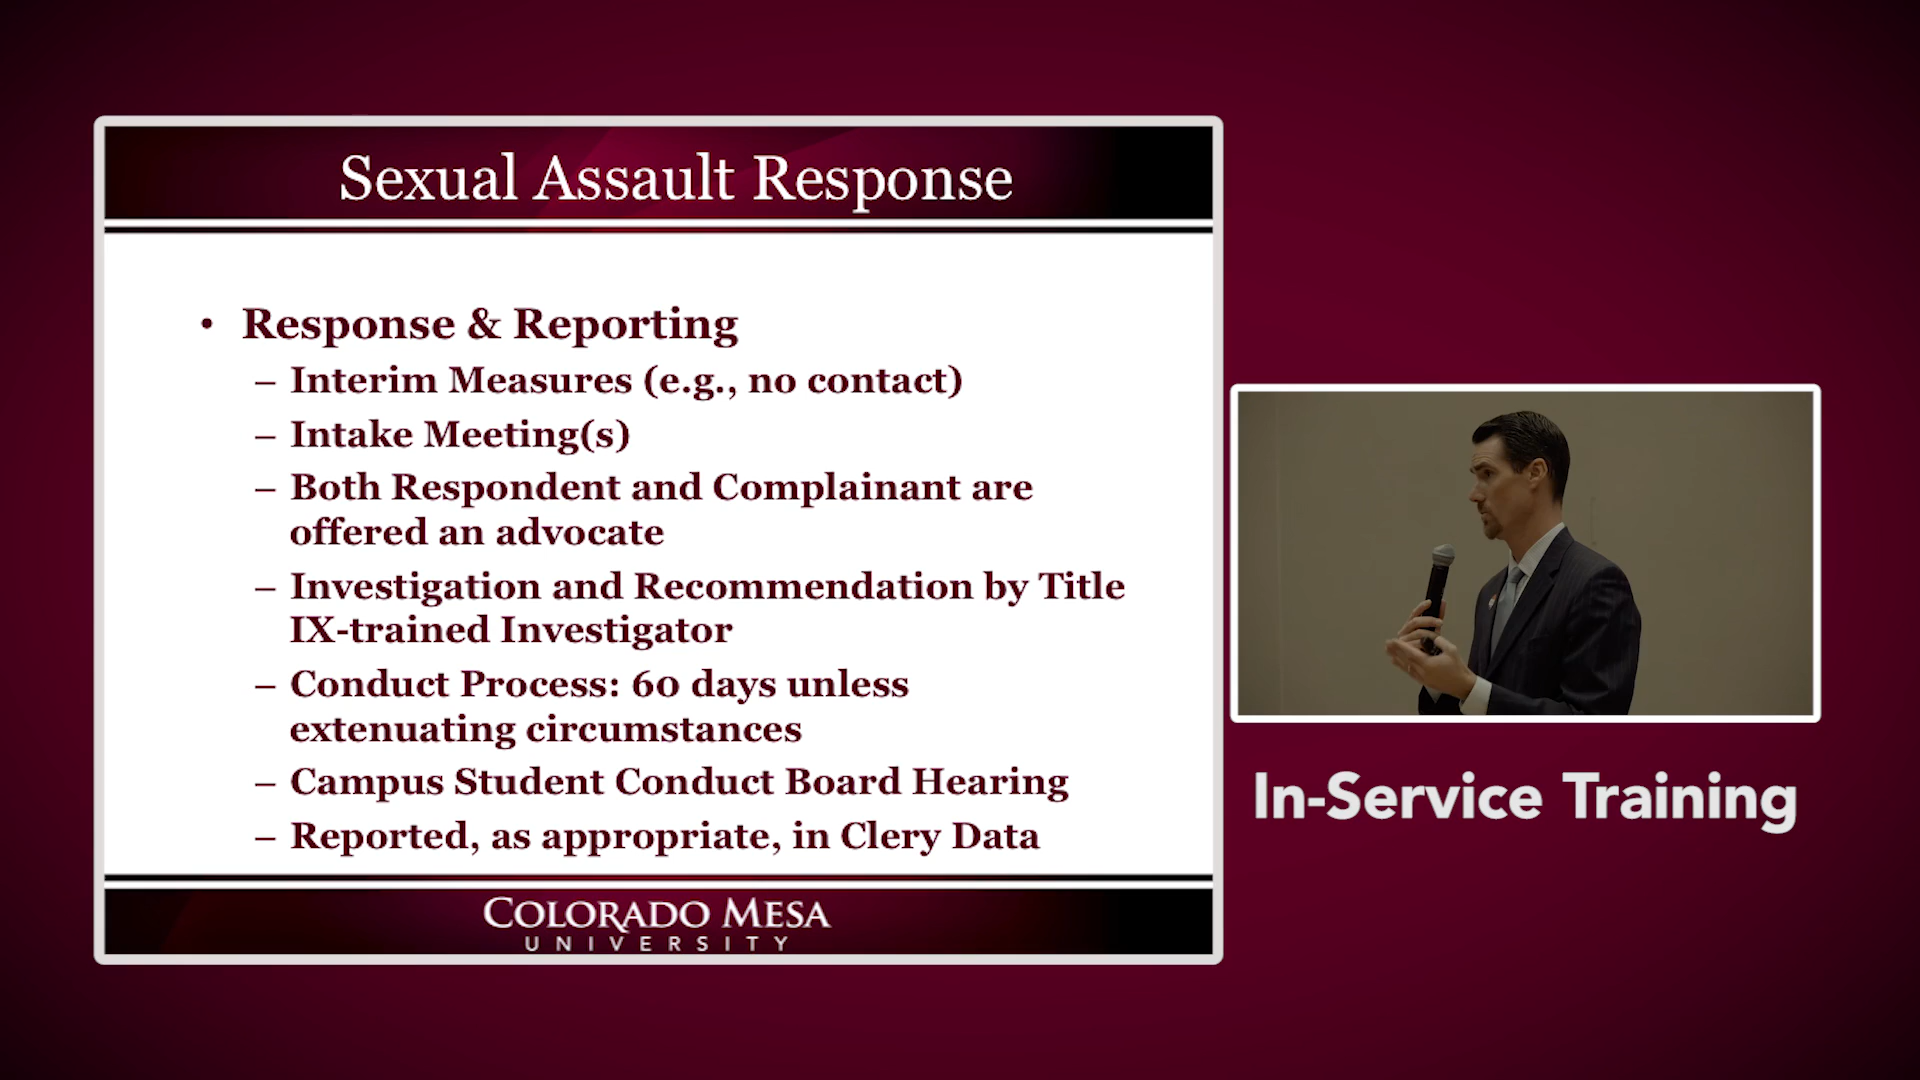 Sexual Assault Response
• Response & Reporting
– Interim Measures (e.g., no contact)
– Intake Meeting(s)
– Both Respondent and Complainant are
offered an advocate
– Investigation and Recommendation by Title
IX-trained Investigator
– Conduct Process: 60 days unless
extenuating circumstances
– Campus Student Conduct Board Hearing
– Reported, as appropriate, in Clery Data
COLORADO MESA
UNIVERSITY
In-Service Training